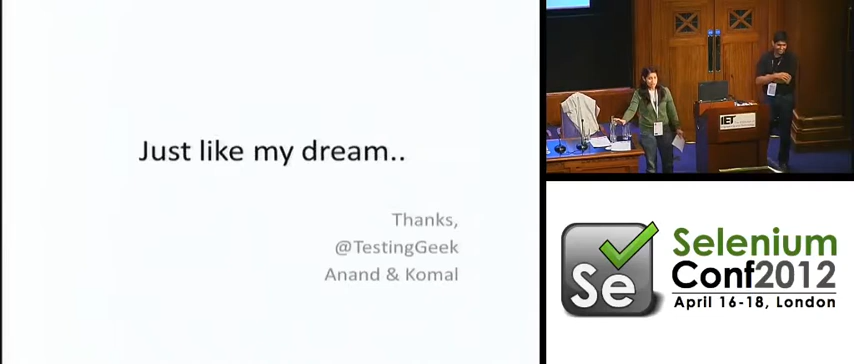 Just like my dream..
Thanks,
@TestingGeek
Anand & Komal
IET
Se
Selenium
Conf2012
April 16-18, London